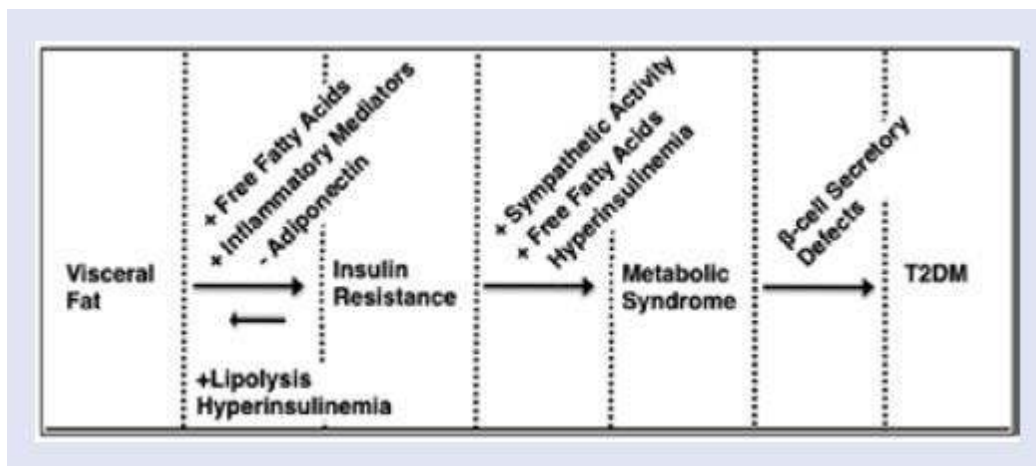 + Free Fatty Acids
+ Inflammatory Mediators
- Adiponectin
+ Sympathetic Activity
+ Free Fatty Acids
Hyperinsulinemia
β-cell Secretory
Defects
Visceral
Fat
Insulin
Resistance
Metabolic
Syndrome
T2DM
+Lipolysis
Hyperinsulinemia